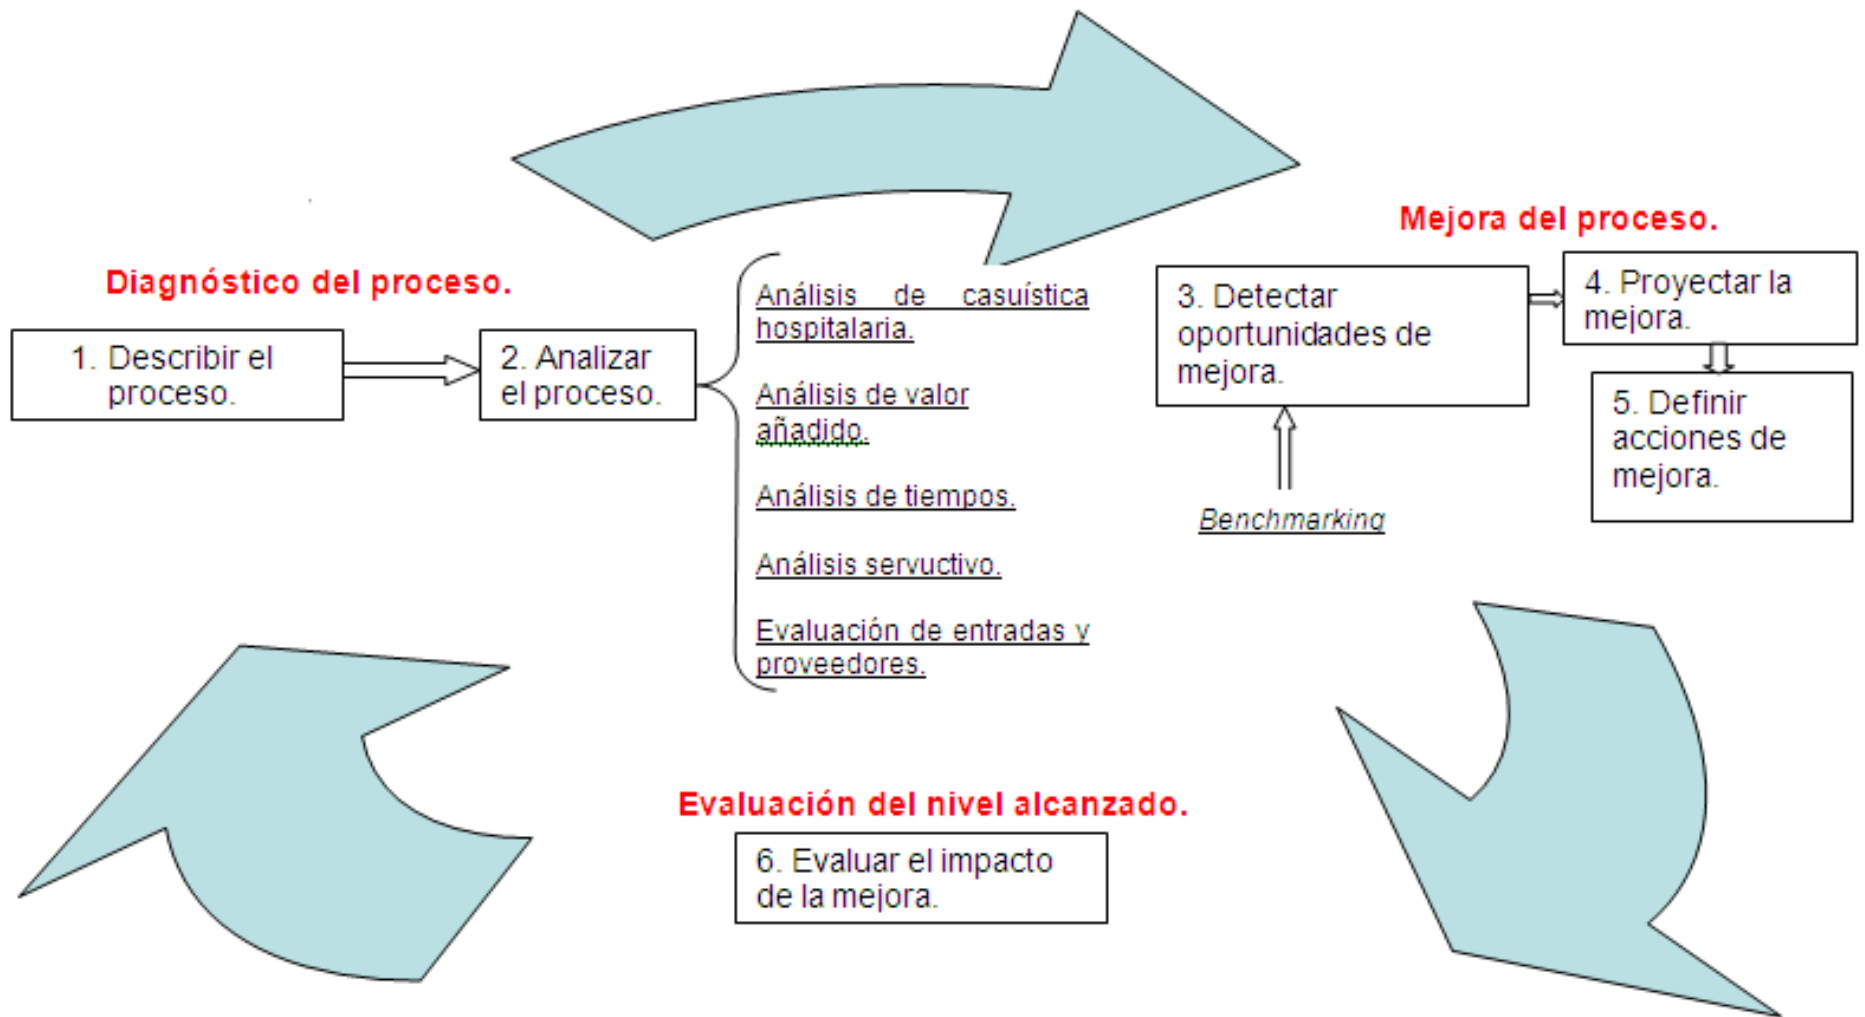 Diagnóstico del proceso.
1. Describir el
proceso.
2. Analizar
el proceso.
Análisis de casuística
hospitalaria.
Análisis de valor
añadido.
Análisis de tiempos.
Análisis servuctivo.
Evaluación de entradas y
proveedores.
Mejora del proceso.
3. Detectar
oportunidades de
mejora.
Benchmarking
4. Proyectar la
mejora.
5. Definir
acciones de
mejora.
Evaluación del nivel alcanzado.
6. Evaluar el impacto
de la mejora.